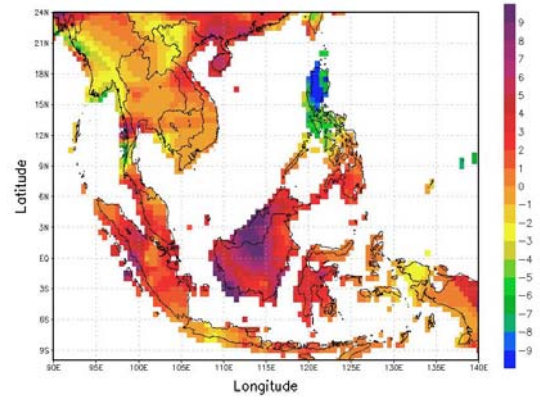 24N
21N
18N
15N
12N
9N
6N
3N
EQ
3S
6S
9S
Latitude
90E 95E 100E 105E 110E 115E 120E 125E 130E 135E 140E
Longitude
9
8
7
6
5
4
3
2
1
0
-1
-2
-3
-4
-5
-6
-7
-8
-9